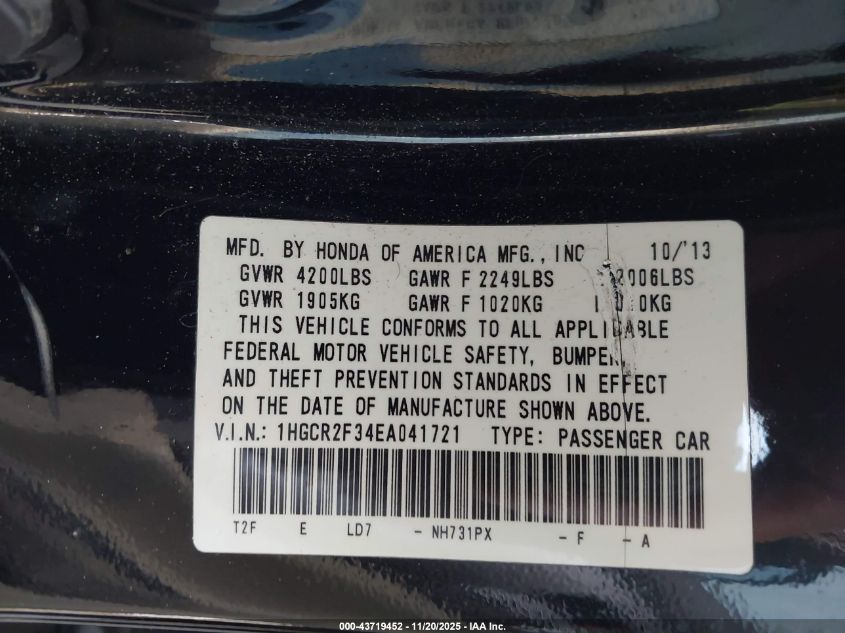 MFD. BY HONDA OF AMERICA MFG., INC 10/'13
GVWR 4200LBS GAWR F 2249LBS 2006LBS
GVWR 1905KG GAWR F 1020KG
THIS VEHICLE CONFORMS TO ALL APPLICABLE
FEDERAL MOTOR VEHICLE SAFETY, BUMPER,
AND THEFT PREVENTION STANDARDS IN EFFECT
ON THE DATE OF MANUFACTURE SHOWN ABOVE.
V.I.N.: 1HGCR2F34EA041721 TYPE: PASSENGER CAR
T2F E LD7 - NH731PX - F - A
000-43719452 - 11/20/2025 - IAA Inc.